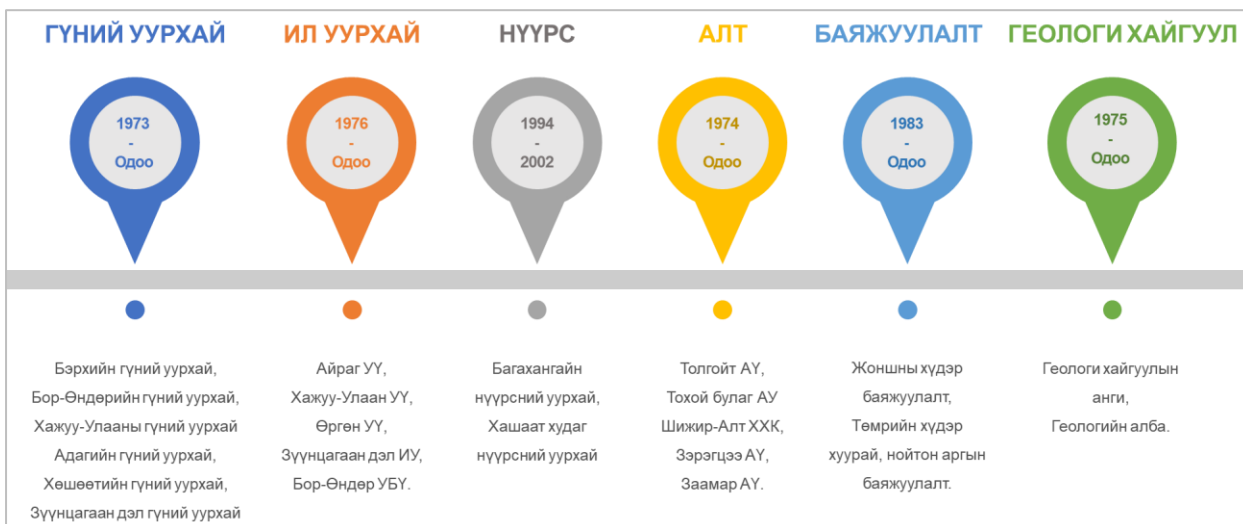 ГҮНИЙ УУРХАЙ
ИЛ УУРХАЙ
НҮҮРС
АЛТ
БАЯЖУУЛАЛТ
ГЕОЛОГИ ХАЙГУУЛ
1973
-
Одоо
1976
-
Одоо
1994
-
2002
1974
-
Одоо
1983
-
Одоо
1975
-
Одоо
Бэрхийн гүний уурхай,
Бор-Өндөрийн гүний уурхай,
Хажуу-Улааны гүний уурхай
Адагийн гүний уурхай,
Хөшөөтийн гүний уурхай,
Зүүнцагаан дэл гүний уурхай
Айраг УҮ,
Хажуу-Улаан УҮ,
Өргөн УҮ,
Зүүнцагаан дэл ИУ,
Бор-Өндөр УБҮ.
Багахангайн
нүүрсний уурхай,
Хашаат худаг
нүүрсний уурхай
Толгойт АҮ,
Тохой булаг АУ
Шижир-Алт ХХК,
Зэрэгцээ АҮ,
Заамар АҮ.
Жоншны хүдэр
баяжуулалт,
Төмрийн хүдэр
хуурай, нойтон аргын
баяжуулалт.
Геологи хайгуулын
анги,
Геологийн алба.